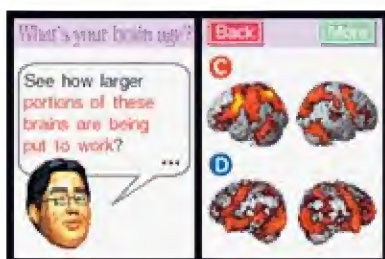 What's your brain age?
See how larger
portions of these
brains are being
put to work?
...
Back
More
C
D